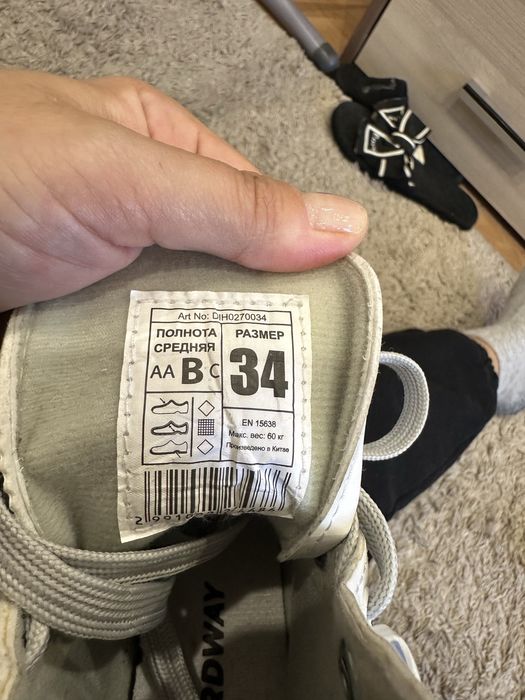 Art No: DIH0270034
ПОЛНОТА
СРЕДНЯЯ
AA B C
РАЗМЕР
34
EN 15638
Макс. вес: 60 кг
Произведено в Китае
RDWAY